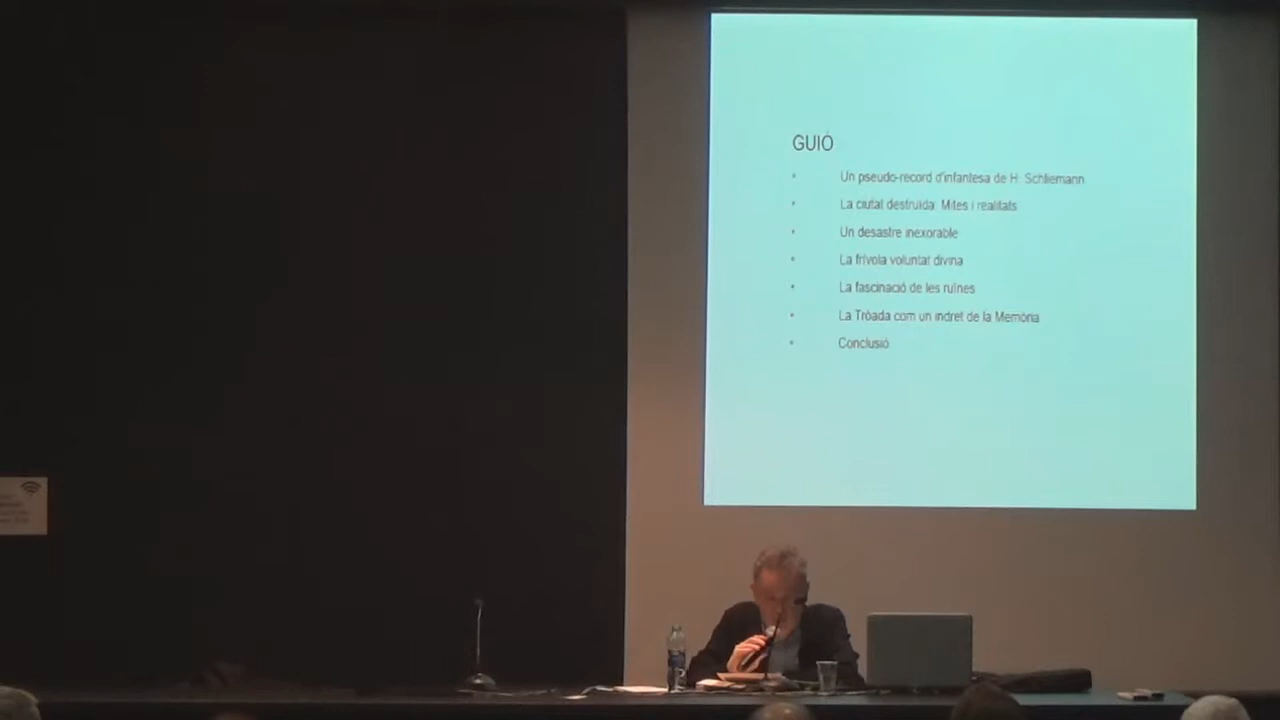 GUIÓ
• Un pseudo-record d'infantesa de H. Schliemann
• La ciutat destruïda. Mites i realitats
• Un desastre inexorable
• La frívola voluntat divina
• La fascinació de les ruïnes
• La Tròada com un indret de la Memòria
• Conclusió